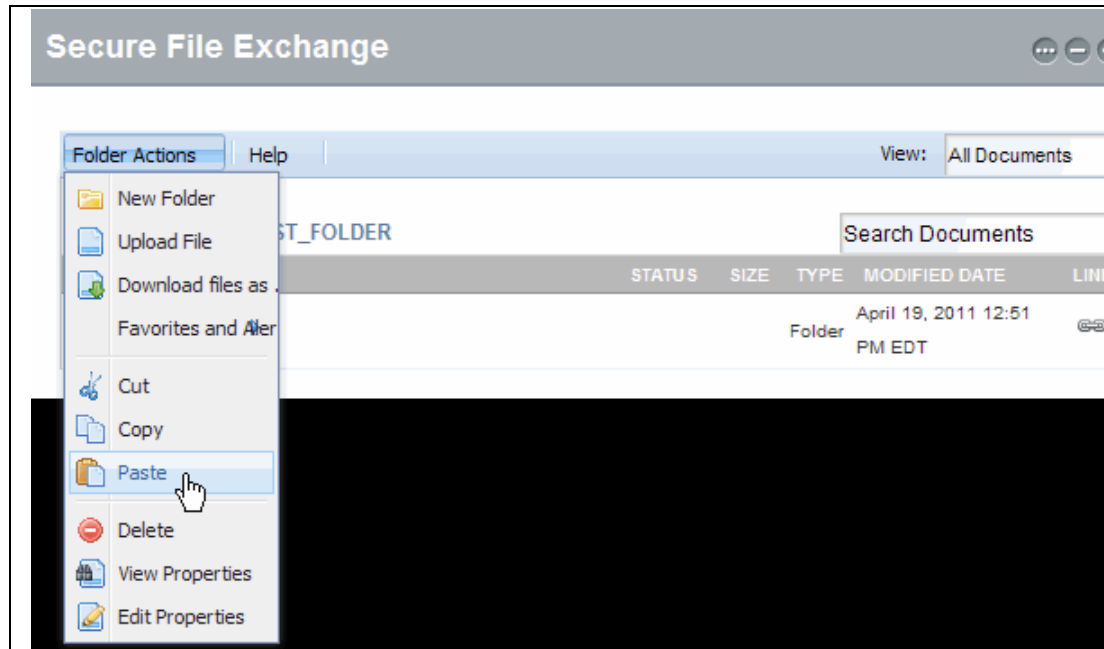 Secure File Exchange
Folder Actions Help View: All Documents
New Folder
ST_FOLDER
Upload File
Search Documents
STATUS SIZE TYPE MODIFIED DATE
Download files as .
April 19, 2011 12:51
Favorites and
Folder
PM EDT
Cut
Copy
Paste
Delete
View Properties
Edit Properties